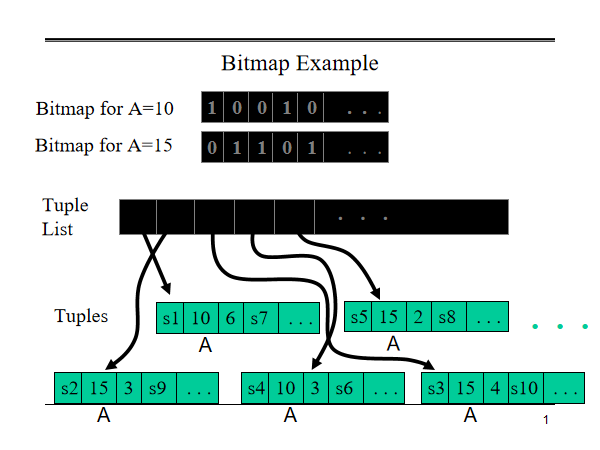 Bitmap Example
Bitmap for A=10 1 0 0 1 0 . . .
Bitmap for A=15 0 1 1 0 1 . . .
Tuple
List
. . .
Tuples
s1 10 6 s7 . . .
s5 15 2 s8 . . .
. . .
A
A
s2 15 3 s9 . . .
s4 10 3 s6 . . .
s3 15 4 s10 . . .
A
A
A
1